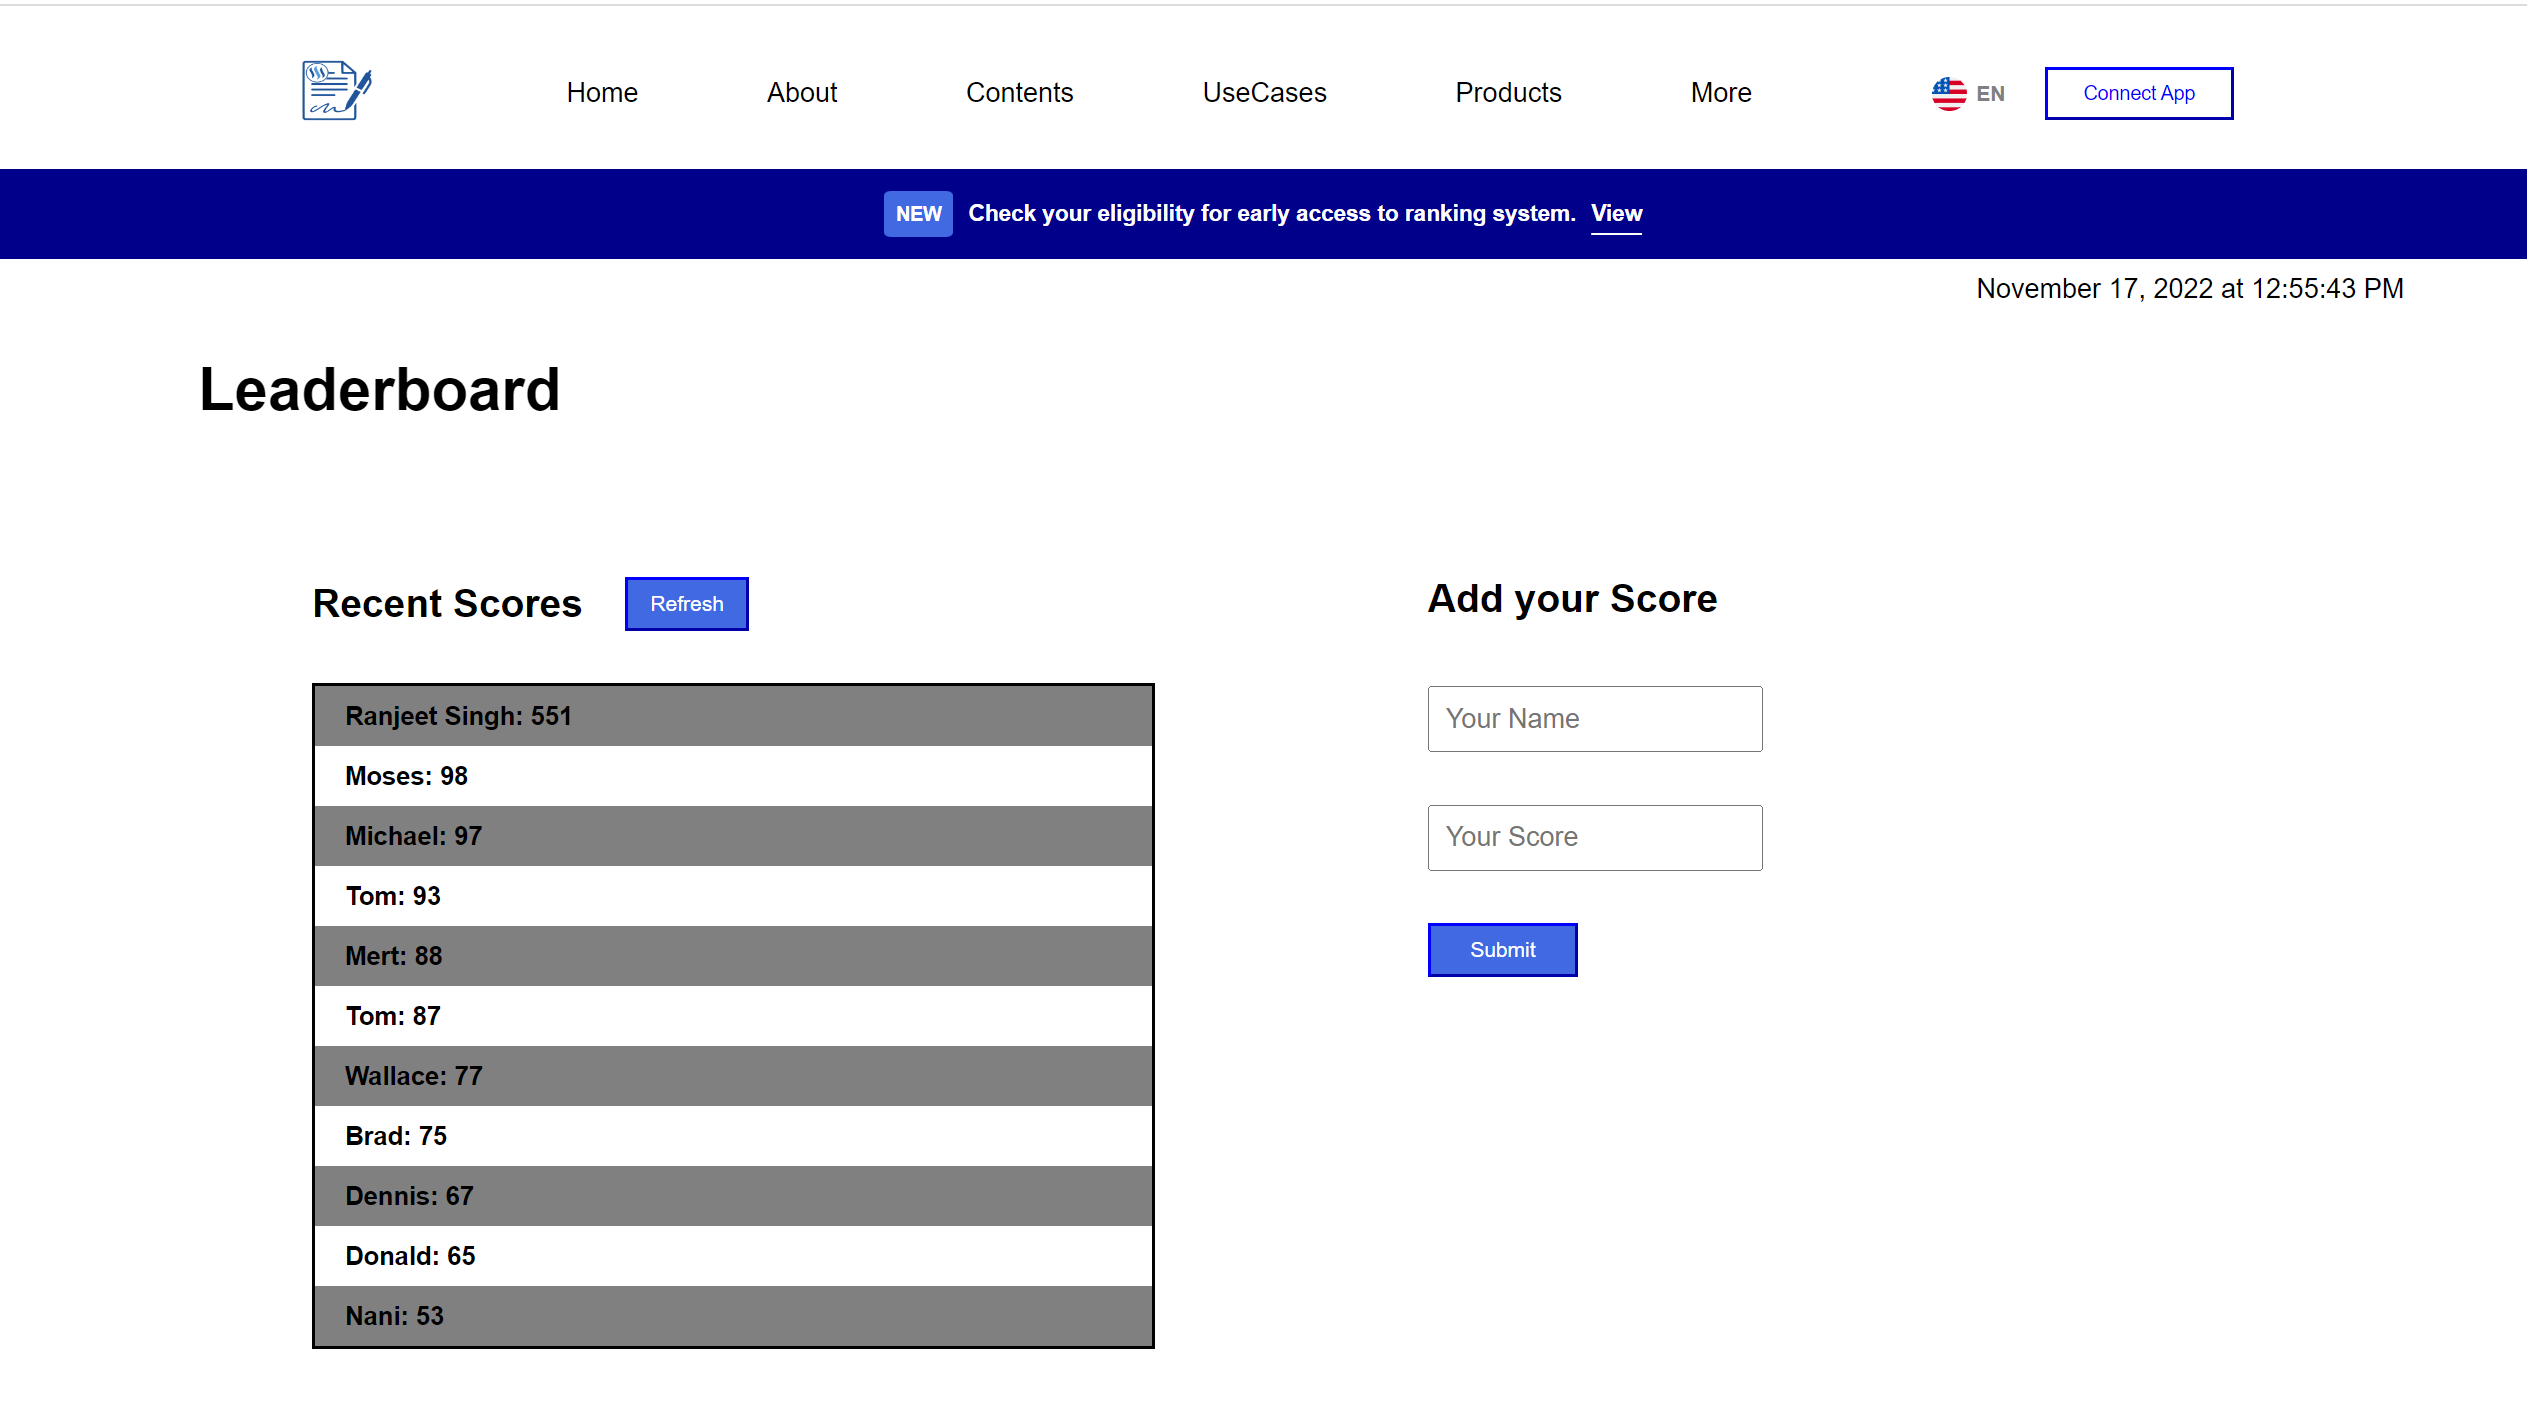 Home About Contents UseCases Products More EN Connect App
NEW Check your eligibility for early access to ranking system. View
November 17, 2022 at 12:55:43 PM
Leaderboard
Recent Scores Refresh
Ranjeet Singh: 551
Moses: 98
Michael: 97
Tom: 93
Mert: 88
Tom: 87
Wallace: 77
Brad: 75
Dennis: 67
Donald: 65
Nani: 53
Add your Score
Your Name
Your Score
Submit